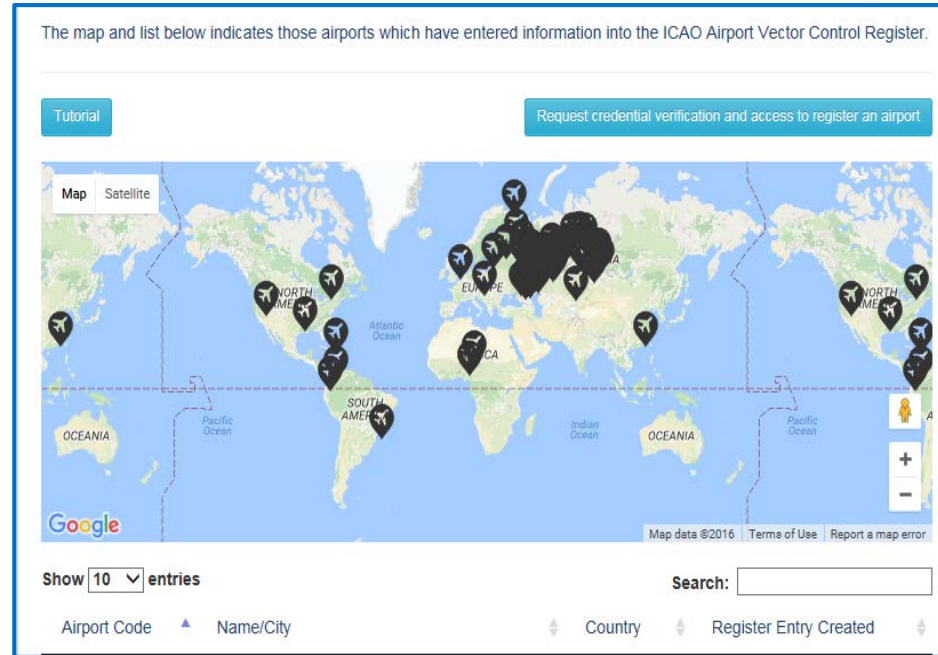 The map and list below indicates those airports which have entered information into the ICAO Airport Vector Control Register.
Tutorial
Request credential verification and access to register an airport
Map Satellite
NORTH
NORTH
Atlantic
Ocean
SOUTH
Pacific
Ocean
Indian
Ocean
Pacific
Ocean
OCEANIA
OCEANIA
Google
Map data ©2016 Terms of Use Report a map error
Show 10 entries
Search:
Airport Code Name/City Country Register Entry Created